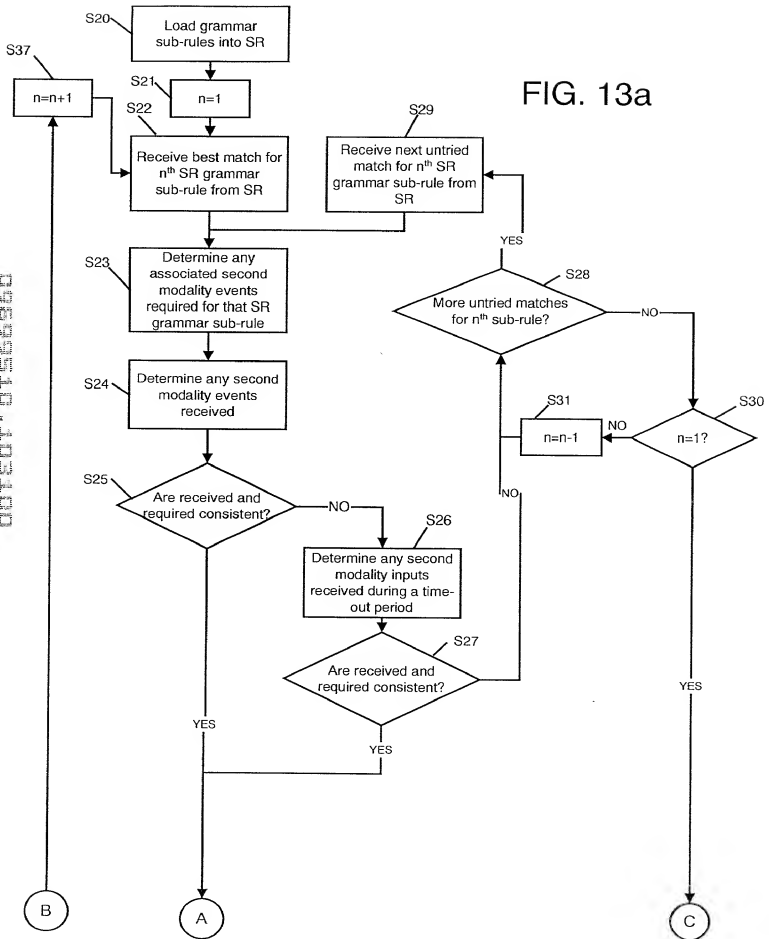 S20
Load grammar
sub-rules into SR
S37
n=n+1
S21
n=1
FIG. 13a
S22
Receive best match for
nth SR grammar
sub-rule from SR
S29
Receive next untried
match for nth SR
grammar sub-rule from
SR
YES
S23
Determine any
associated second
modality events
required for that SR
grammar sub-rule
S28
More untried matches
for nth sub-rule?
NO
S24
Determine any second
modality events
received
S31
n=n-1
NO
S30
n=1?
S25
Are received and
required consistent?
NO
NO
S26
Determine any second
modality inputs
received during a time-
out period
S27
Are received and
required consistent?
YES
YES
YES
B
A
C